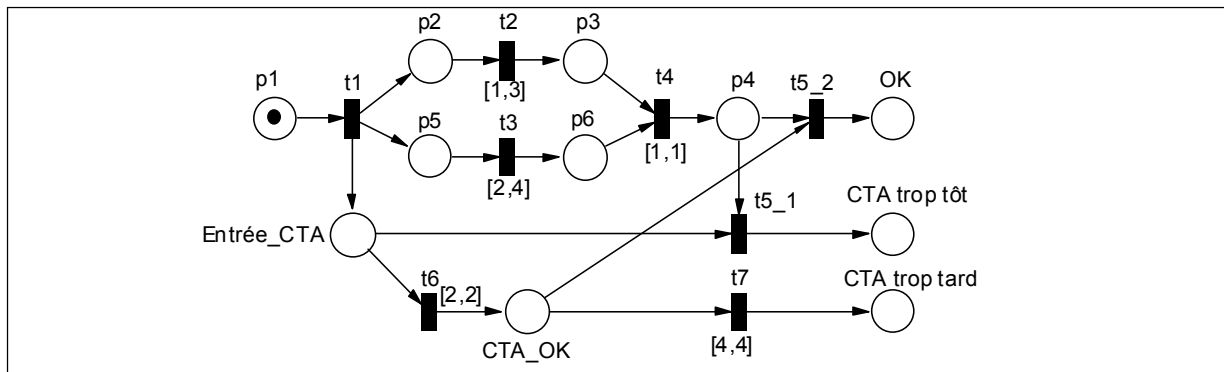 p2
t2
p3
p1
t1
t4
p4
t5_2
OK
[1,3]
p5
t3
p6
[1,1]
[2,4]
t5_1
CTA trop tôt
Entrée_CTA
t6
[2,2]
t7
CTA trop tard
CTA_OK
[4,4]